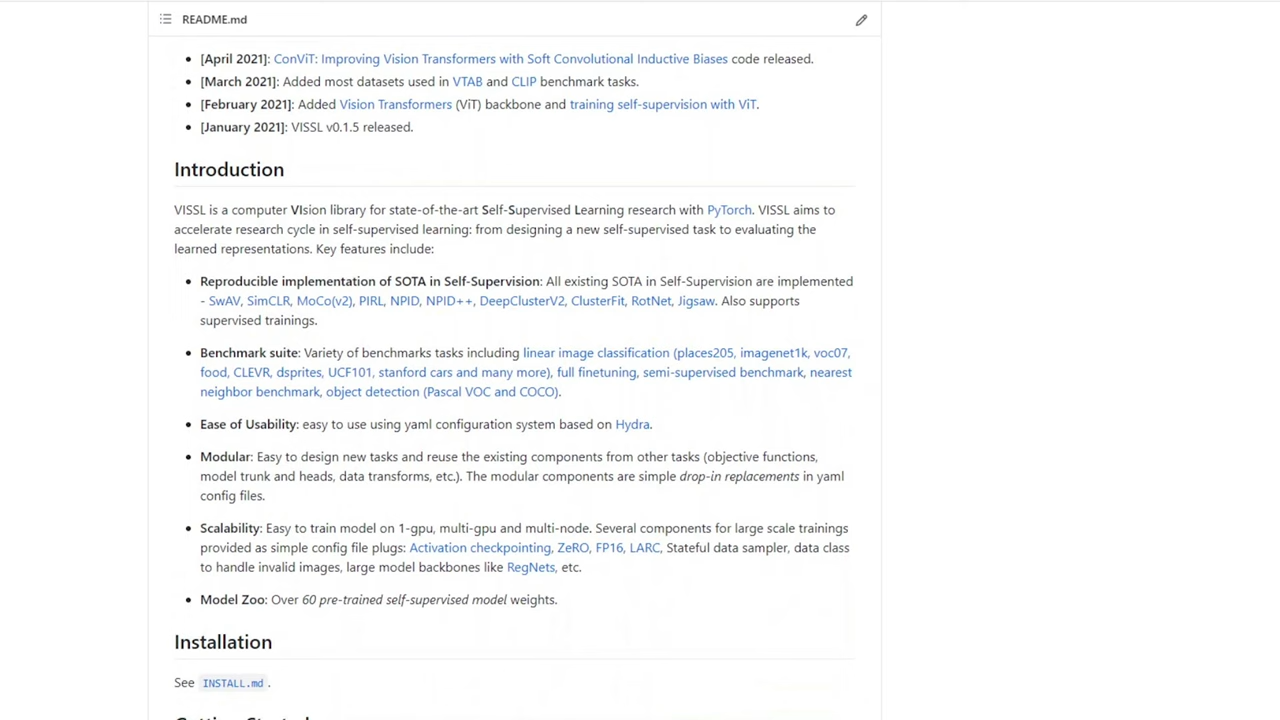 README.md
[April 2021]: ConViT: Improving Vision Transformers with Soft Convolutional Inductive Biases code released.
[March 2021]: Added most datasets used in VTAB and CLIP benchmark tasks.
[February 2021]: Added Vision Transformers (ViT) backbone and training self-supervision with ViT.
[January 2021]: VISSL v0.1.5 released.
Introduction
VISSL is a computer VIsion library for state-of-the-art Self-Supervised Learning research with PyTorch. VISSL aims to
accelerate research cycle in self-supervised learning: from designing a new self-supervised task to evaluating the
learned representations. Key features include:
Reproducible implementation of SOTA in Self-Supervision: All existing SOTA in Self-Supervision are implemented
- SwAV, SimCLR, MoCo(v2), PIRL, NPID, NPID++, DeepClusterV2, ClusterFit, RotNet, Jigsaw. Also supports
supervised trainings.
Benchmark suite: Variety of benchmarks tasks including linear image classification (places205, imagenet1k, voc07,
food, CLEVR, dsprites, UCF101, stanford cars and many more), full finetuning, semi-supervised benchmark, nearest
neighbor benchmark, object detection (Pascal VOC and COCO).
Ease of Usability: easy to use using yaml configuration system based on Hydra.
Modular: Easy to design new tasks and reuse the existing components from other tasks (objective functions,
model trunk and heads, data transforms, etc.). The modular components are simple drop-in replacements in yaml
config files.
Scalability: Easy to train model on 1-gpu, multi-gpu and multi-node. Several components for large scale trainings
provided as simple config file plugs: Activation checkpointing, ZeRO, FP16, LARC, Stateful data sampler, data class
to handle invalid images, large model backbones like RegNets, etc.
Model Zoo: Over 60 pre-trained self-supervised model weights.
Installation
See INSTALL.md.
Getting Started